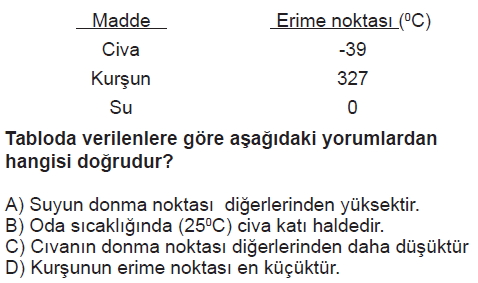 Madde Erime noktası (⁰C)
Civa -39
Kurşun 327
Su 0
Tabloda verilenlere göre aşağıdaki yorumlardan
hangisi doğrudur?
A) Suyun donma noktası diğerlerinden yüksektir.
B) Oda sıcaklığında (25⁰C) civa katı haldedir.
C) Cıvanın donma noktası diğerlerinden daha düşüktür
D) Kurşunun erime noktası en küçüktür.